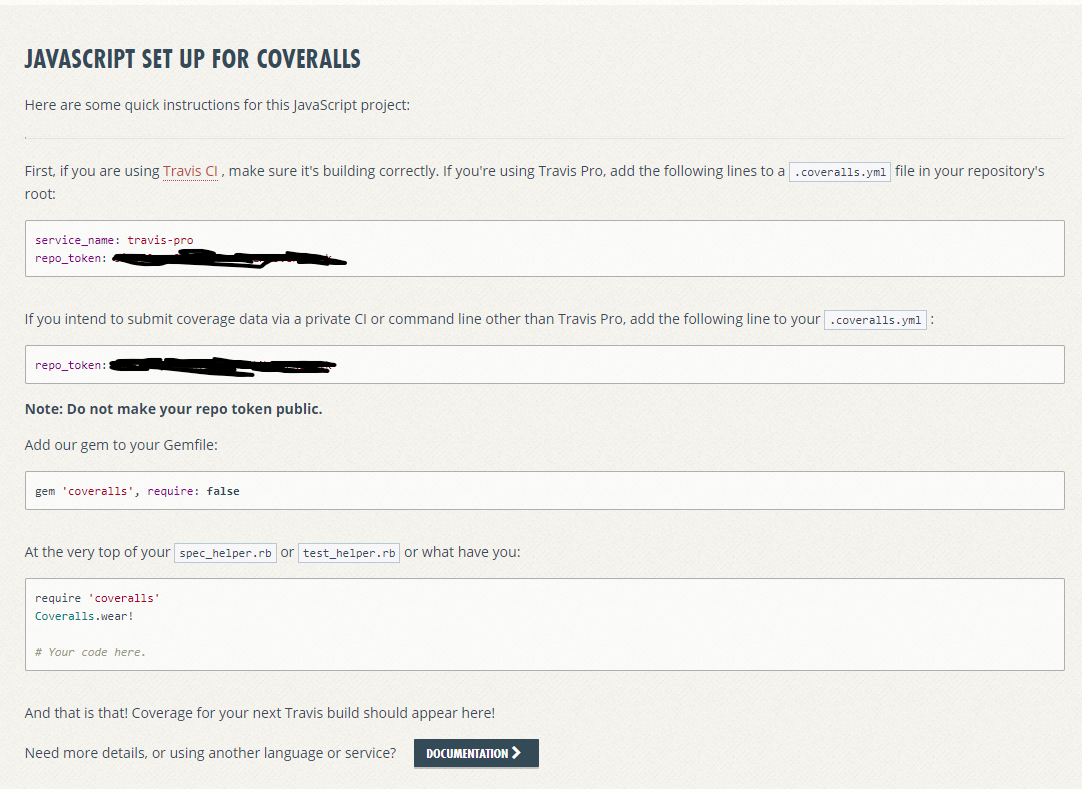 JAVASCRIPT SET UP FOR COVERALLS
Here are some quick instructions for this JavaScript project:
First, if you are using Travis CI , make sure it's building correctly. If you're using Travis Pro, add the following lines to a .coveralls.yml file in your repository's
root:
service_name: travis-pro
repo_token:
If you intend to submit coverage data via a private CI or command line other than Travis Pro, add the following line to your .coveralls.yml :
repo_token:
Note: Do not make your repo token public.
Add our gem to your Gemfile:
gem 'coveralls', require: false
At the very top of your spec_helper.rb or test_helper.rb or what have you:
require 'coveralls'
Coveralls.wear!
# Your code here.
And that is that! Coverage for your next Travis build should appear here!
Need more details, or using another language or service? DOCUMENTATION